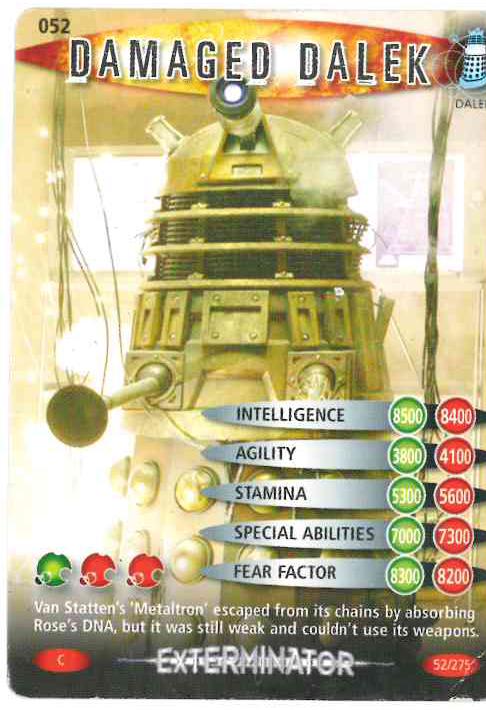 052
DAMAGED DALEK
DALE
INTELLIGENCE 8500 8400
AGILITY 3800 4100
STAMINA 5300 5600
SPECIAL ABILITIES 7000 7300
FEAR FACTOR 8300 8200
Van Statten's 'Metaltron' escaped from its chains by absorbing
Rose's DNA, but it was still weak and couldn't use its weapons.
C EXTERMINATOR 52/275